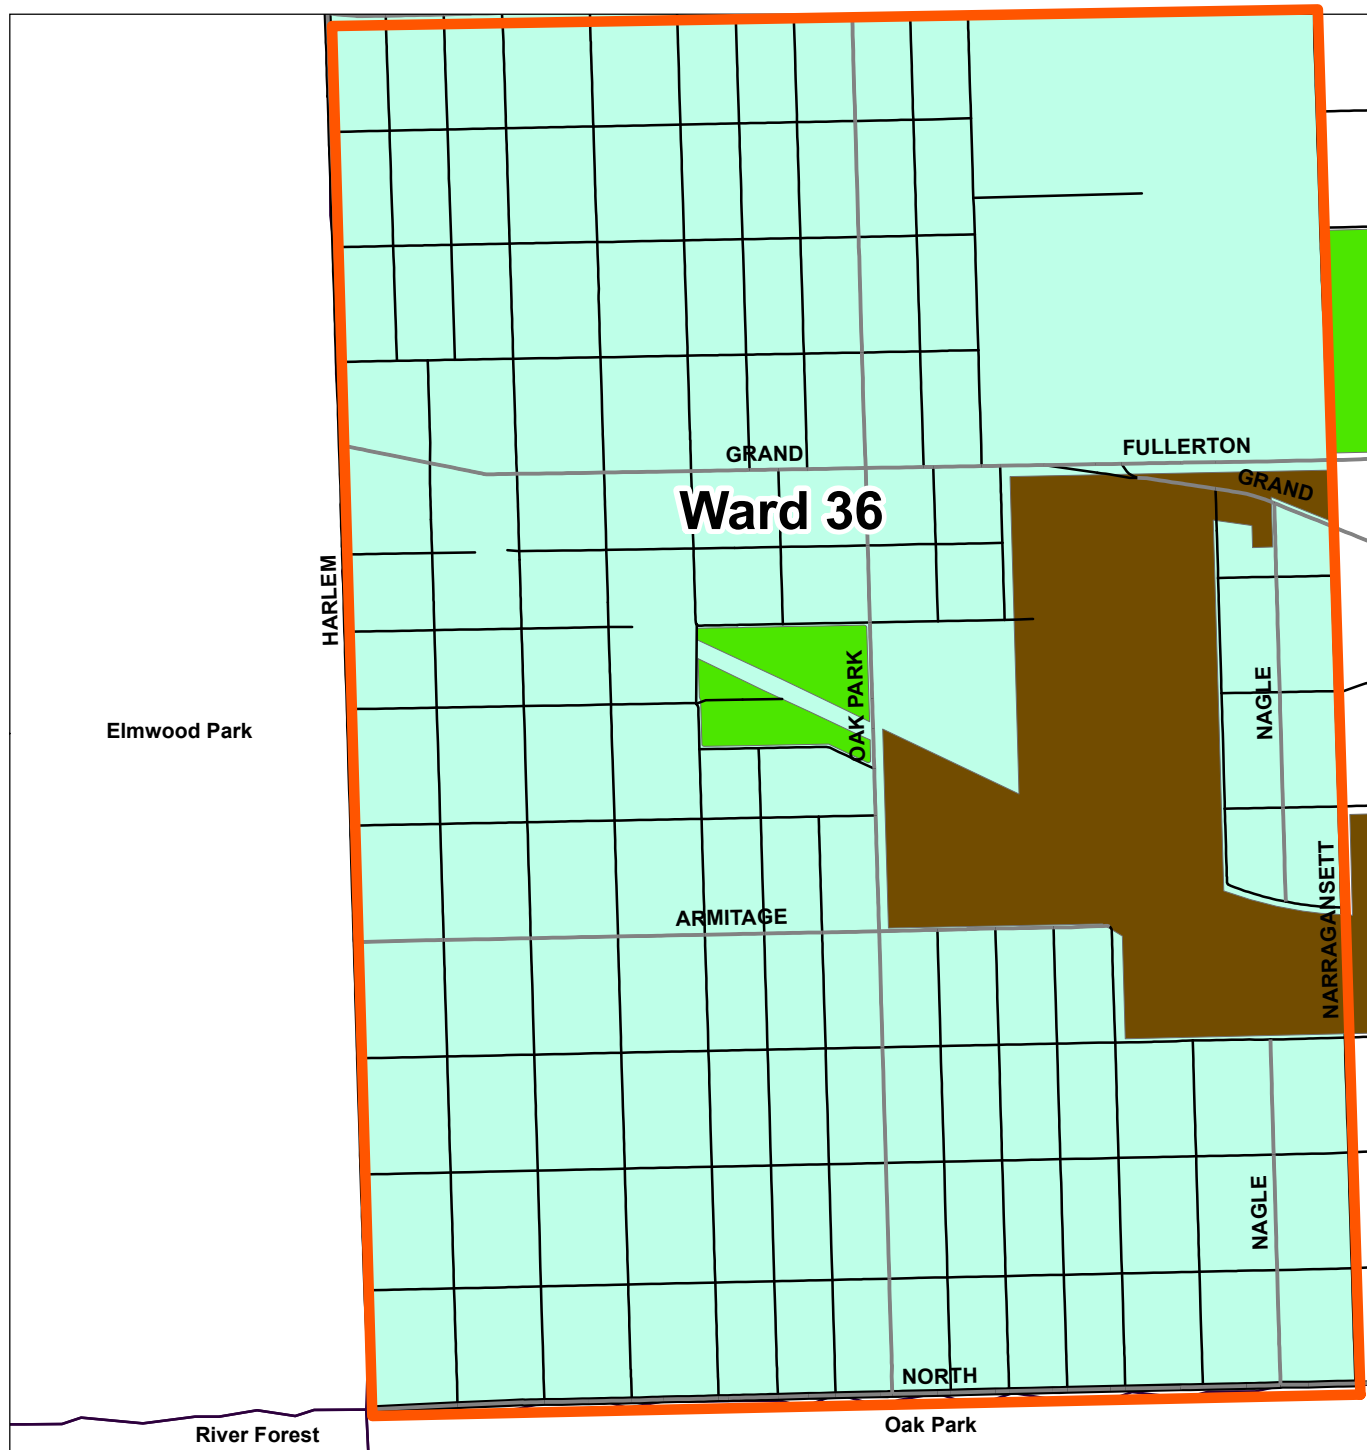 FULLERTON
GRAND
GRAND
Ward 36
HARLEM
OAK PARK
NAGLE
Elmwood Park
NARRAGANSETT
ARMITAGE
NAGLE
NORTH
River Forest
Oak Park